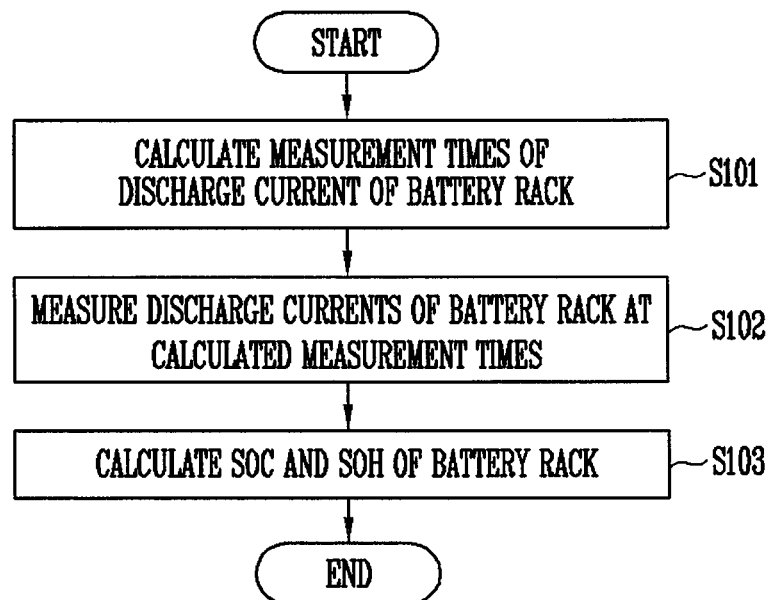 START
CALCULATE MEASUREMENT TIMES OF
DISCHARGE CURRENT OF BATTERY RACK
S101
MEASURE DISCHARGE CURRENTS OF BATTERY RACK AT
CALCULATED MEASUREMENT TIMES
S102
CALCULATE SOC AND SOH OF BATTERY RACK
S103
END